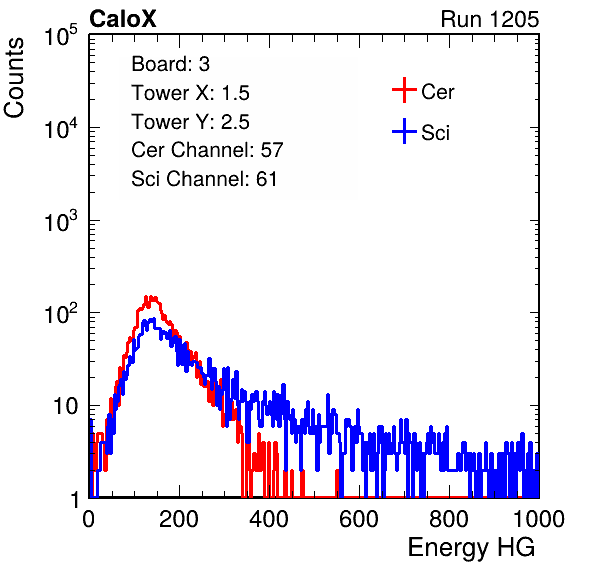 CaloX
Run 1205
Counts
10^5
10^4
10^3
10^2
10
1
Board: 3
Tower X: 1.5
Tower Y: 2.5
Cer Channel: 57
Sci Channel: 61
Cer
Sci
0 200 400 600 800 1000
Energy HG